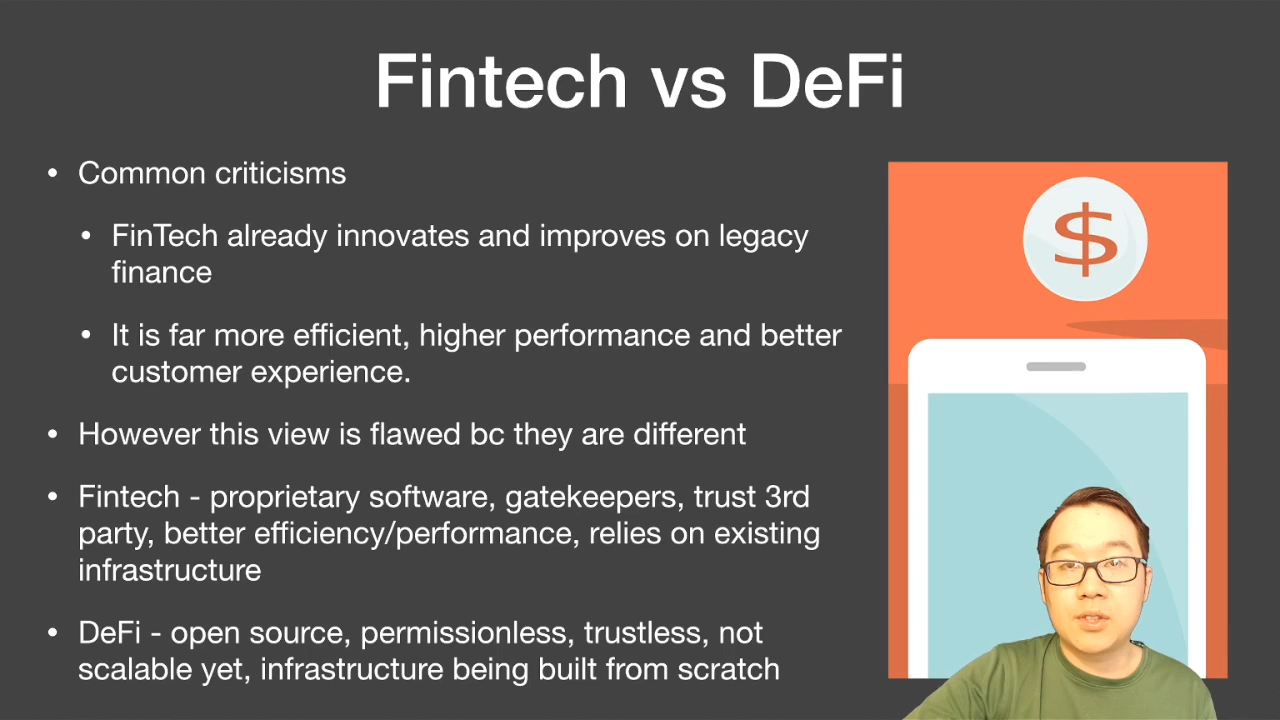 Fintech vs DeFi
• Common criticisms
• FinTech already innovates and improves on legacy
finance
• It is far more efficient, higher performance and better
customer experience.
• However this view is flawed bc they are different
• Fintech - proprietary software, gatekeepers, trust 3rd
party, better efficiency/performance, relies on existing
infrastructure
• DeFi - open source, permissionless, trustless, not
scalable yet, infrastructure being built from scratch
$